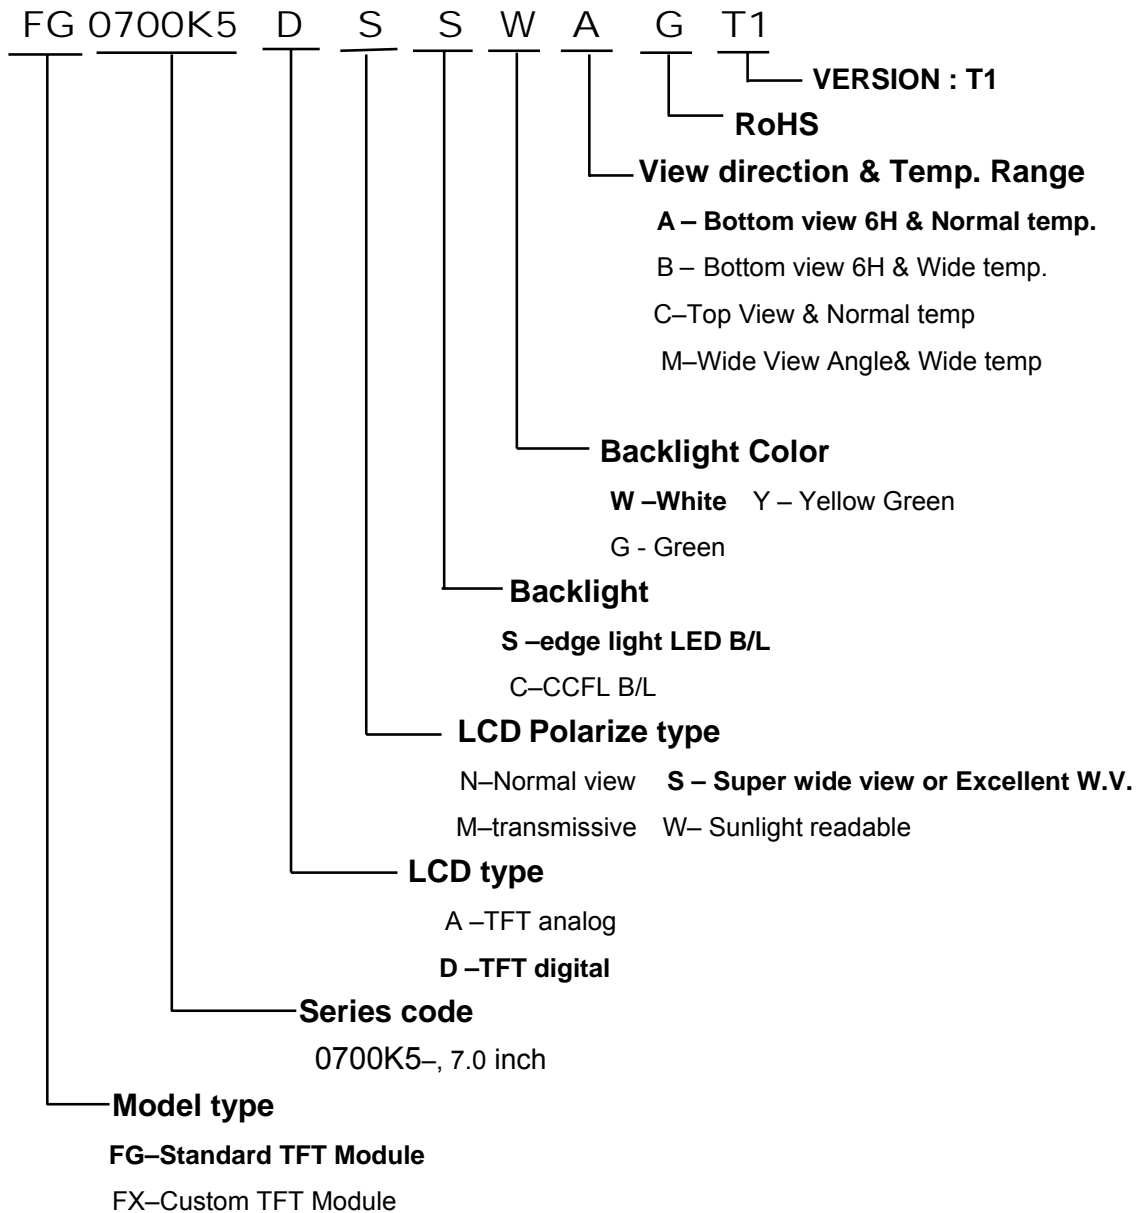 FG 0700K5 D S S W A G T1
VERSION : T1
RoHS
View direction & Temp. Range
A – Bottom view 6H & Normal temp.
B – Bottom view 6H & Wide temp.
C–Top View & Normal temp
M–Wide View Angle& Wide temp
Backlight Color
W –White Y – Yellow Green
G - Green
Backlight
S –edge light LED B/L
C–CCFL B/L
LCD Polarize type
N–Normal view S – Super wide view or Excellent W.V.
M–transmissive W– Sunlight readable
LCD type
A –TFT analog
D –TFT digital
Series code
0700K5–, 7.0 inch
Model type
FG–Standard TFT Module
FX–Custom TFT Module